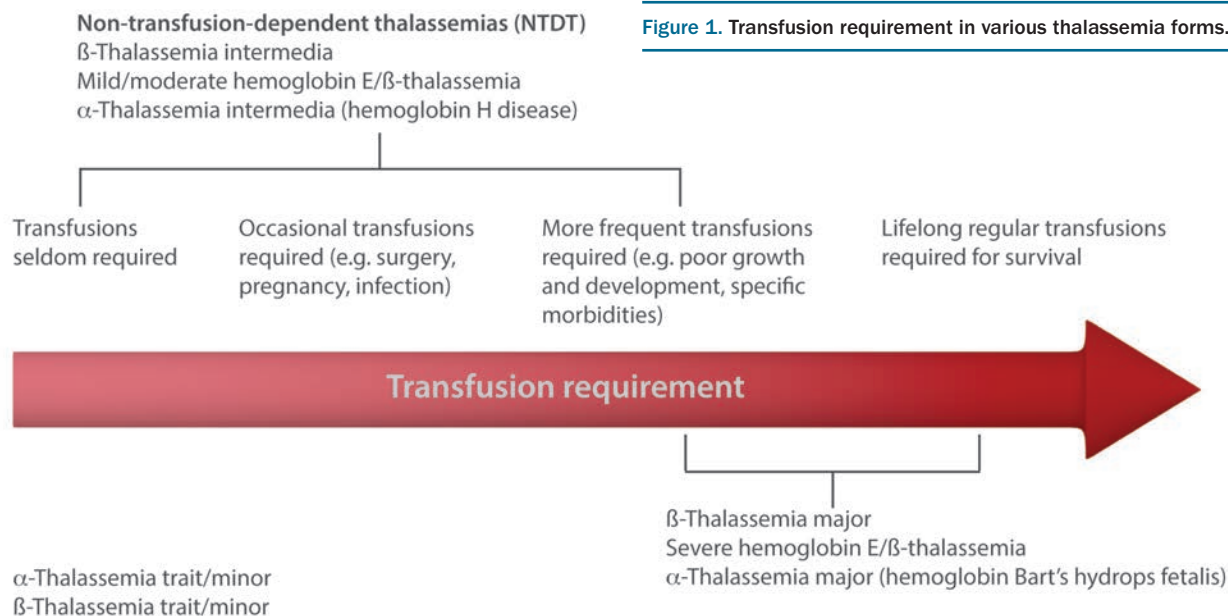 Non-transfusion-dependent thalassemias (NTDT)
ß-Thalassemia intermedia
Mild/moderate hemoglobin E/ß-thalassemia
α-Thalassemia intermedia (hemoglobin H disease)
Figure 1. Transfusion requirement in various thalassemia forms.
Transfusions
seldom required
Occasional transfusions
required (e.g. surgery,
pregnancy, infection)
More frequent transfusions
required (e.g. poor growth
and development, specific
morbidities)
Lifelong regular transfusions
required for survival
Transfusion requirement
ß-Thalassemia major
Severe hemoglobin E/ß-thalassemia
α-Thalassemia major (hemoglobin Bart's hydrops fetalis)
α-Thalassemia trait/minor
ß-Thalassemia trait/minor